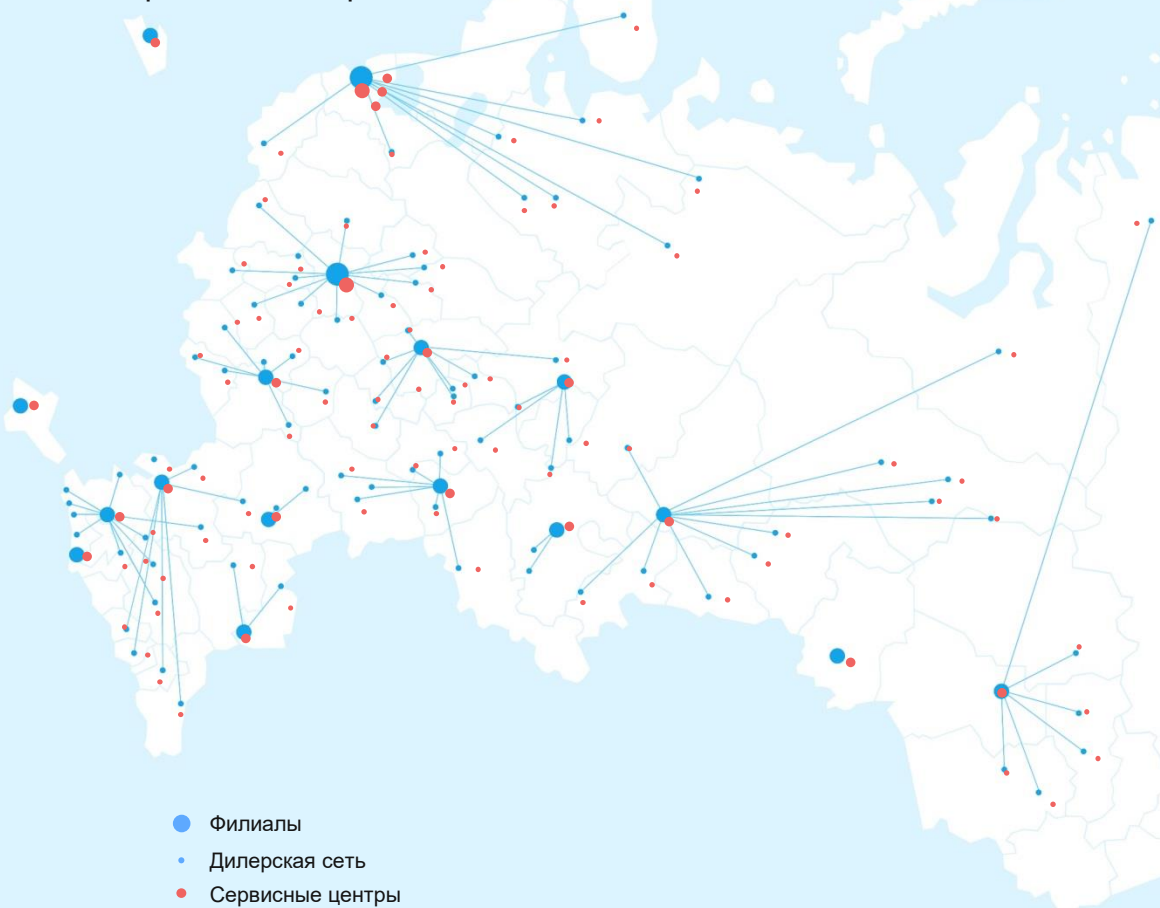 Филиалы
Дилерская сеть
Сервисные центры